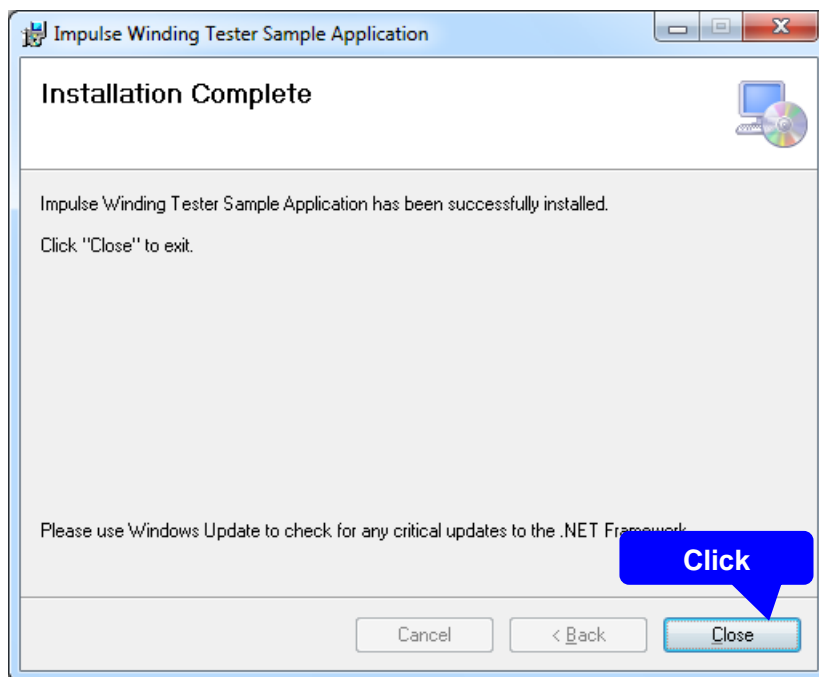 Impulse Winding Tester Sample Application
Installation Complete
Impulse Winding Tester Sample Application has been successfully installed.
Click "Close" to exit.
Please use Windows Update to check for any critical updates to the .NET Framework
Click
Cancel
< Back
Close